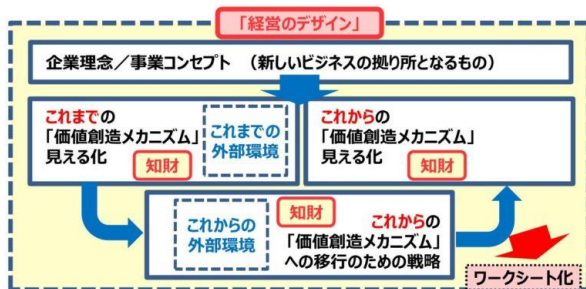 「経営のデザイン」
企業理念／事業コンセプト （新しいビジネスの拠り所となるもの）
これまでの
「価値創造メカニズム」
見える化
知財
これまでの
外部環境
これからの
「価値創造メカニズム」
見える化
知財
これからの
外部環境
知財
これからの
「価値創造メカニズム」
への移行のための戦略
ワークシート化